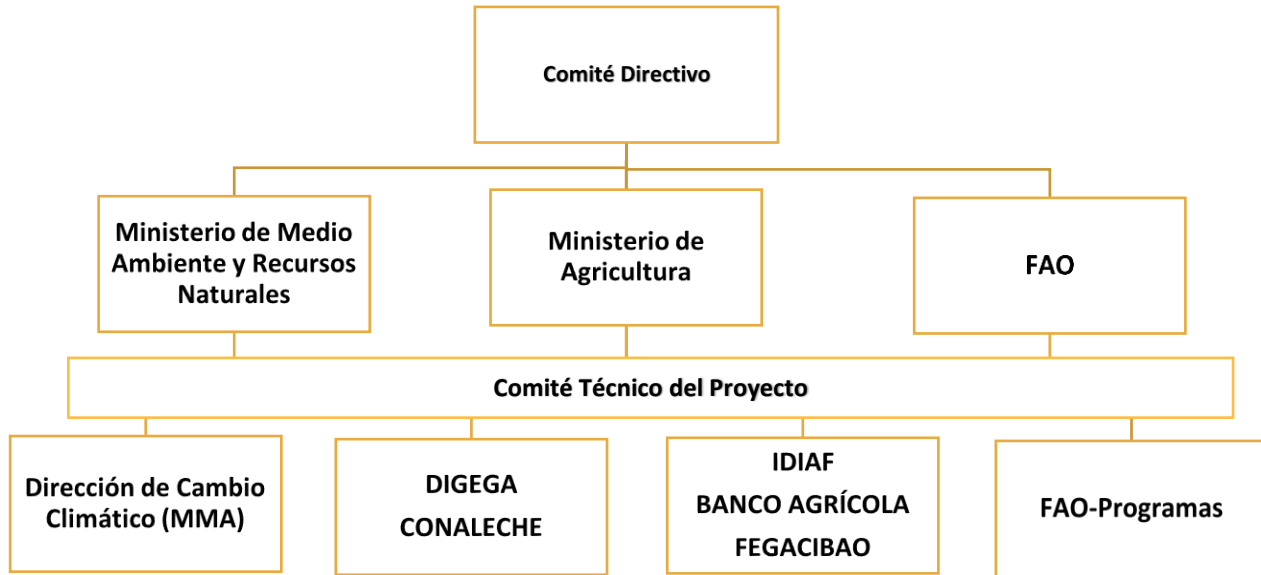 Comité Directivo
Ministerio de Medio
Ambiente y Recursos
Naturales
Ministerio de
Agricultura
FAO
Comité Técnico del Proyecto
Dirección de Cambio
Climático (MMA)
DIGEGA
CONALECHE
IDIAF
BANCO AGRÍCOLA
FEGACIBAO
FAO-Programas